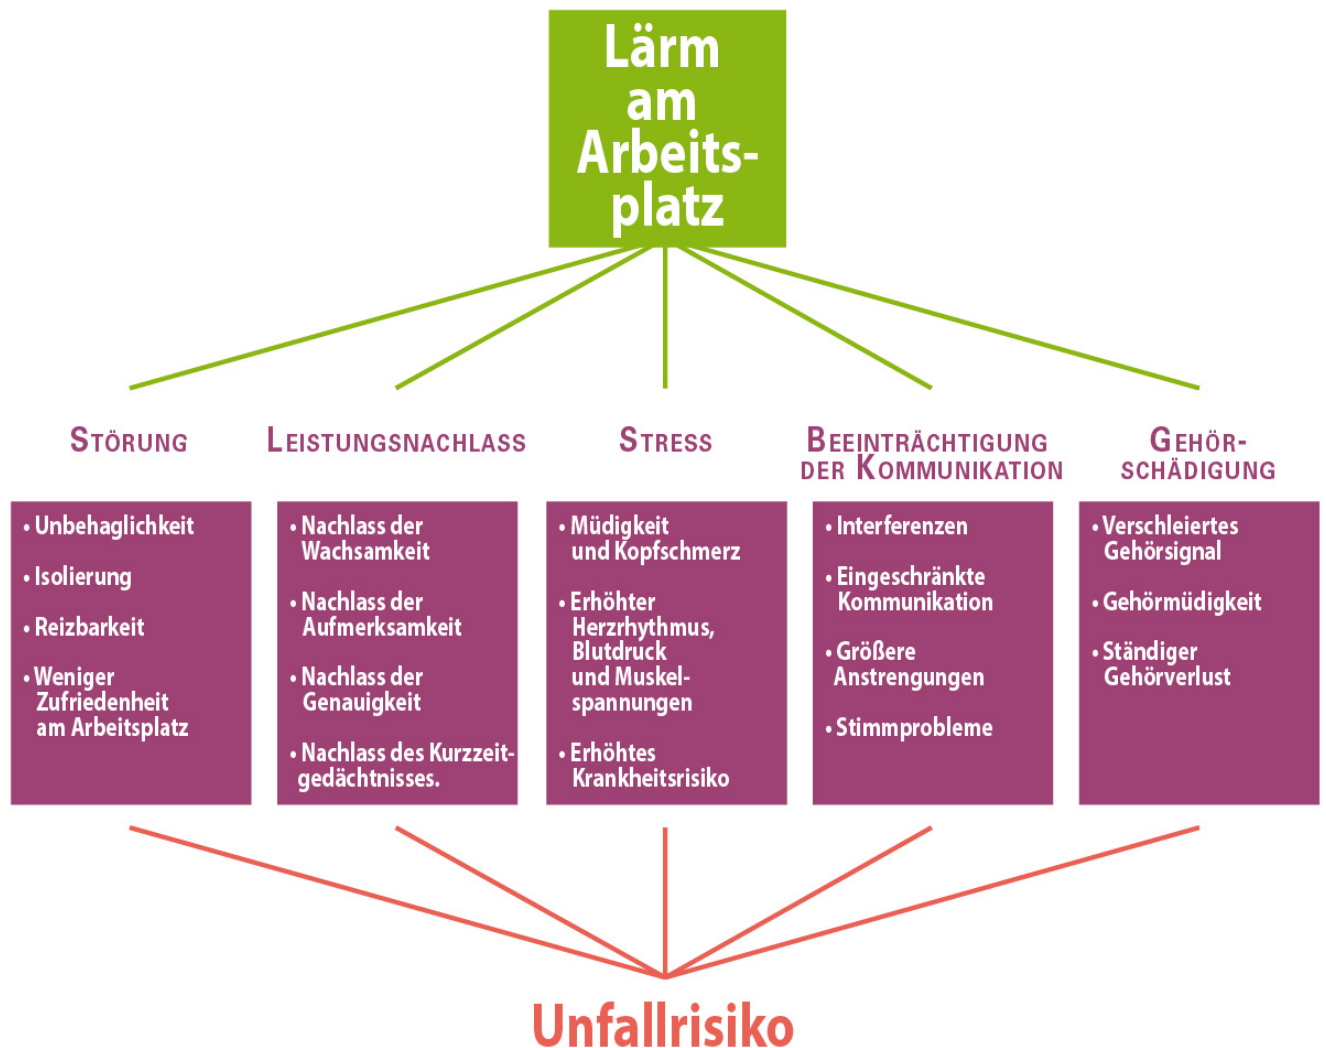 Lärm
am
Arbeits-
platz
STÖRUNG
• Unbehaglichkeit
• Isolierung
• Reizbarkeit
• Weniger
Zufriedenheit
am Arbeitsplatz
LEISTUNGSNACHLASS
• Nachlass der
Wachsamkeit
• Nachlass der
Aufmerksamkeit
• Nachlass der
Genauigkeit
• Nachlass des Kurzzeit-
gedächtnisses.
STRESS
• Müdigkeit
und Kopfschmerz
• Erhöhter
Herzrhythmus,
Blutdruck
und Muskel-
spannungen
• Erhöhtes
Krankheitsrisiko
BEEINTRÄCHTIGUNG
DER KOMMUNIKATION
• Interferenzen
• Eingeschränkte
Kommunikation
• Größere
Anstrengungen
• Stimmprobleme
GEHÖR-
SCHÄDIGUNG
• Verschleiertes
Gehörsignal
• Gehörmüdigkeit
• Ständiger
Gehörverlust
Unfallrisiko